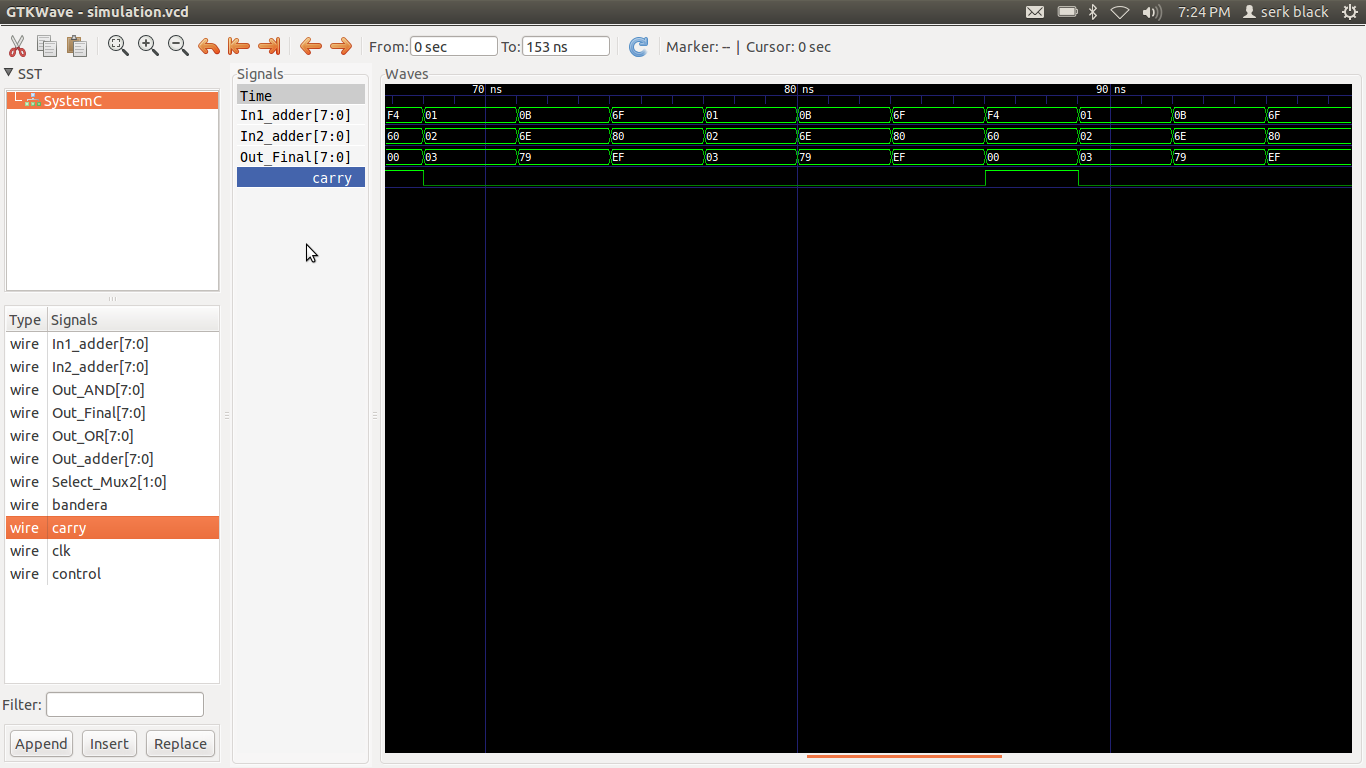 GTKWave - simulation.vcd
7:24 PM serk black
From: 0 sec To: 153 ns Marker: -- | Cursor: 0 sec
SST
SystemC
Type Signals
wire In1_adder[7:0]
wire In2_adder[7:0]
wire Out_AND[7:0]
wire Out_Final[7:0]
wire Out_OR[7:0]
wire Out_adder[7:0]
wire Select_Mux2[1:0]
wire bandera
wire carry
wire clk
wire control
Filter:
Append Insert Replace
Signals
Time
In1_adder[7:0]
In2_adder[7:0]
Out_Final[7:0]
carry
Waves
70 ns 80 ns 90 ns
F4 01 0B 6F 01 0B 6F F4 01 0B 6F
60 02 6E 80 02 6E 80 60 02 6E 80
00 03 79 EF 03 79 EF 00 03 79 EF